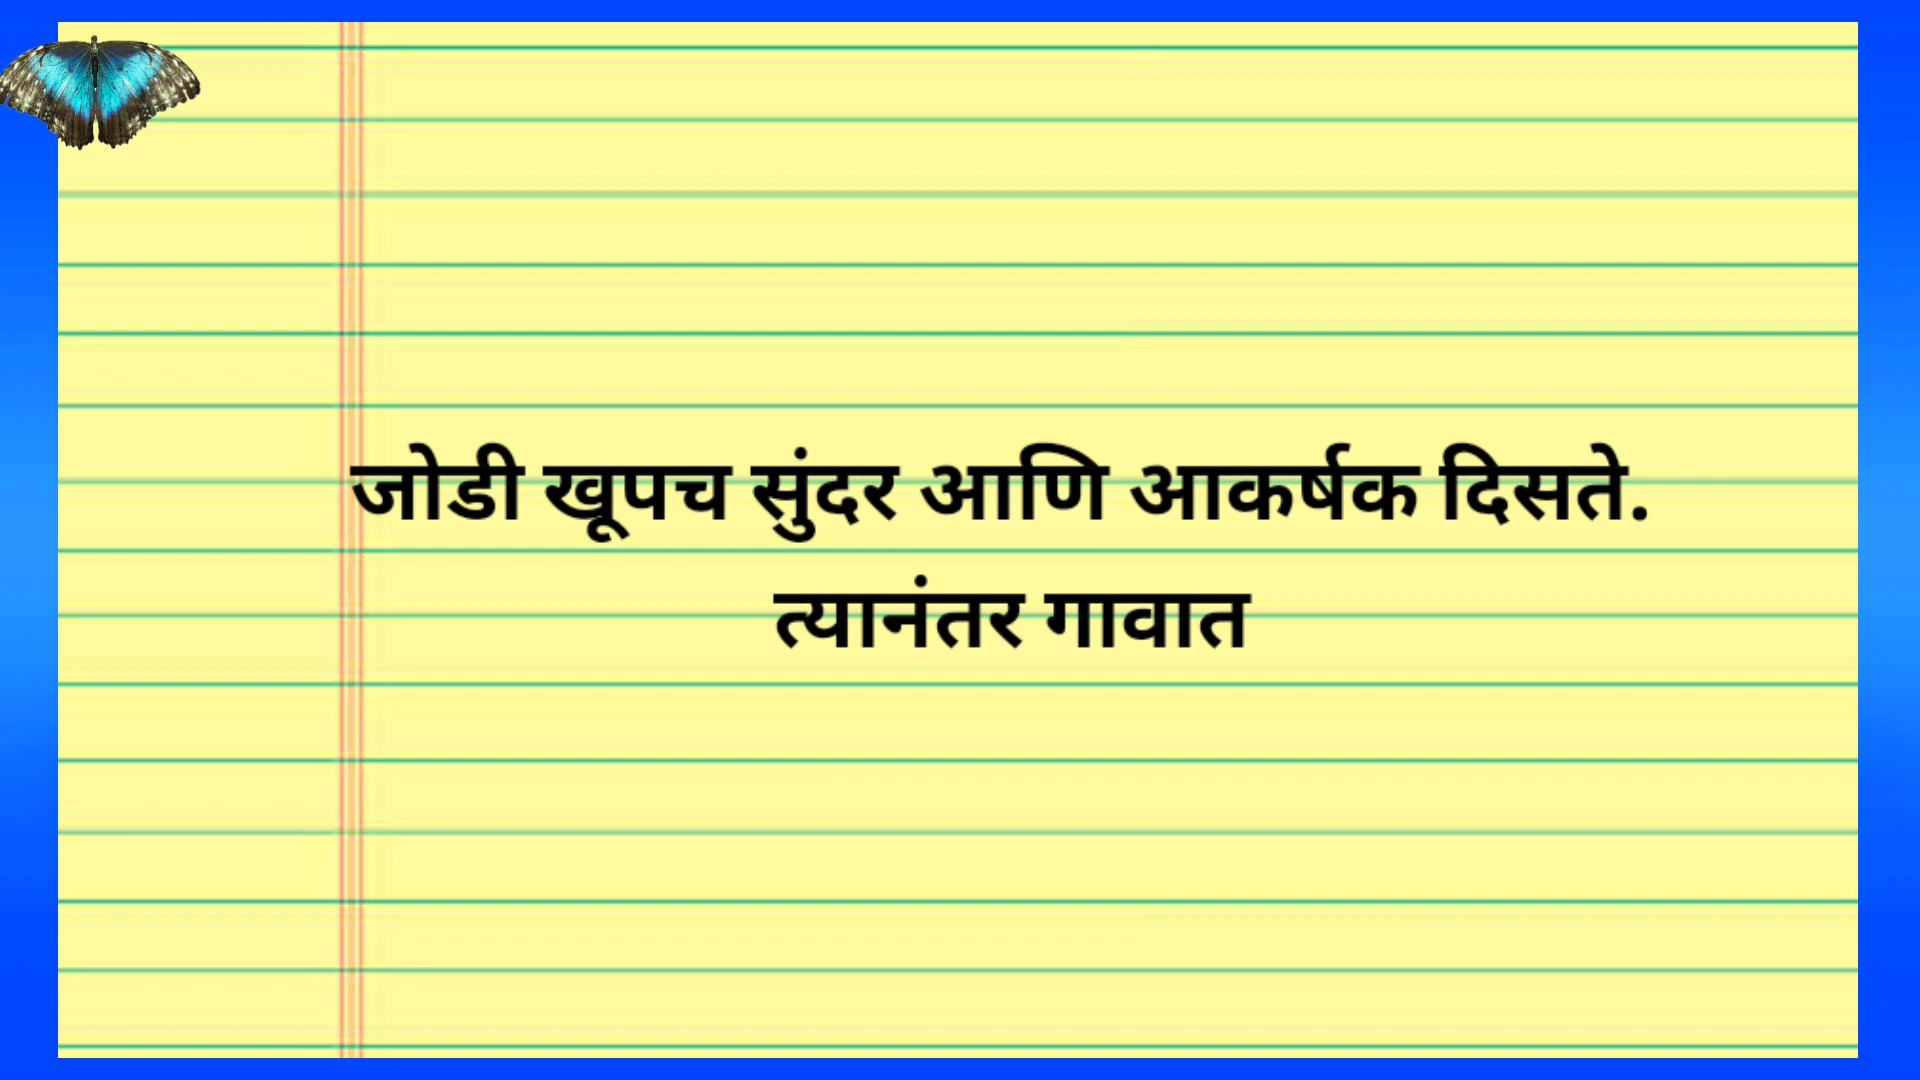 जोडी खूपच सुंदर आणि आकर्षक दिसते.
त्यानंतर गावात